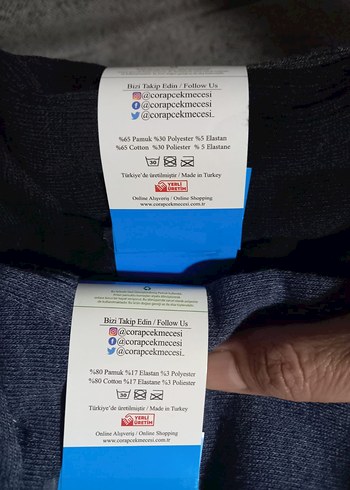 Bizi Takip Edin / Follow Us
@corapcekmecesi
@corapcekmecesi
@corapcekmecesi.
%65 Pamuk %30 Polyester %5 Elastan
%65 Cotton %30 Poliester % 5 Elastane
30
Türkiye'de üretilmiştir / Made in Turkey
YERLİ
ÜRETİM
Online Alışveriş / Online Shopping
www.corapcekmecesi.com.tr
Bizi Takip Edin / Follow Us
@corapcekmecesi
@corapcekmecesi
@corapcekmecesi.
%80 Pamuk %17 Elastan %3 Polyester
%80 Cotton %17 Elastane %3 Poliester
30
Türkiye'de üretilmiştir / Made in Turkey
YERLİ
ÜRETİM
Online Alışveriş / Online Shopping
www.corapcekmecesi.com.tr